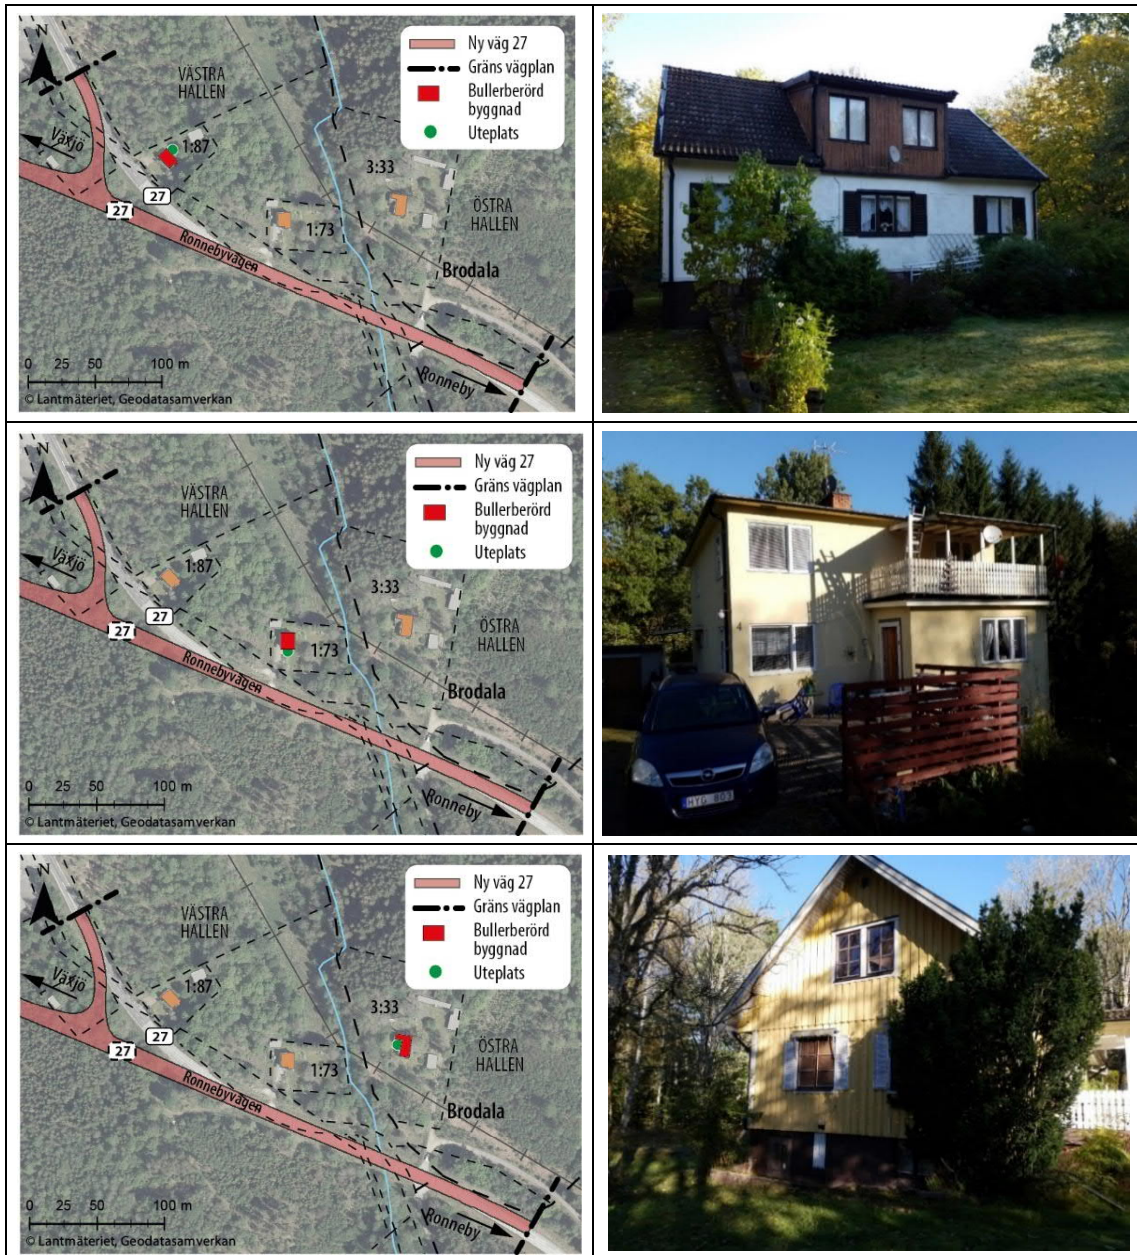 N
VÄSTRA
HALLEN
Ny väg 27
Gräns vägplan
Bullerberörd
byggnad
Uteplats
Växjö
1:87
3:33
27
27
1:73
ÖSTRA
HALLEN
Ronnebyvägen
Brodala
0 25 50 100 m
Ronneby
© Lantmäteriet, Geodatasamverkan
N
VÄSTRA
HALLEN
Ny väg 27
Gräns vägplan
Bullerberörd
byggnad
Uteplats
Växjö
1:87
3:33
27
27
1:73
ÖSTRA
HALLEN
Ronnebyvägen
Brodala
0 25 50 100 m
Ronneby
© Lantmäteriet, Geodatasamverkan
4
HYG 803
N
VÄSTRA
HALLEN
Ny väg 27
Gräns vägplan
Bullerberörd
byggnad
Uteplats
Växjö
1:87
3:33
27
27
1:73
ÖSTRA
HALLEN
Ronnebyvägen
Brodala
0 25 50 100 m
Ronneby
© Lantmäteriet, Geodatasamverkan